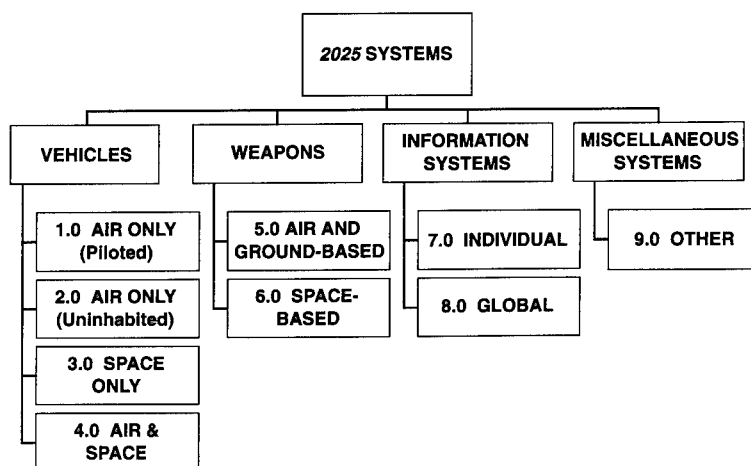 2025 SYSTEMS
VEHICLES
WEAPONS
INFORMATION
SYSTEMS
MISCELLANEOUS
SYSTEMS
1.0 AIR ONLY
(Piloted)
2.0 AIR ONLY
(Uninhabited)
3.0 SPACE
ONLY
4.0 AIR &
SPACE
5.0 AIR AND
GROUND-BASED
6.0 SPACE-
BASED
7.0 INDIVIDUAL
8.0 GLOBAL
9.0 OTHER